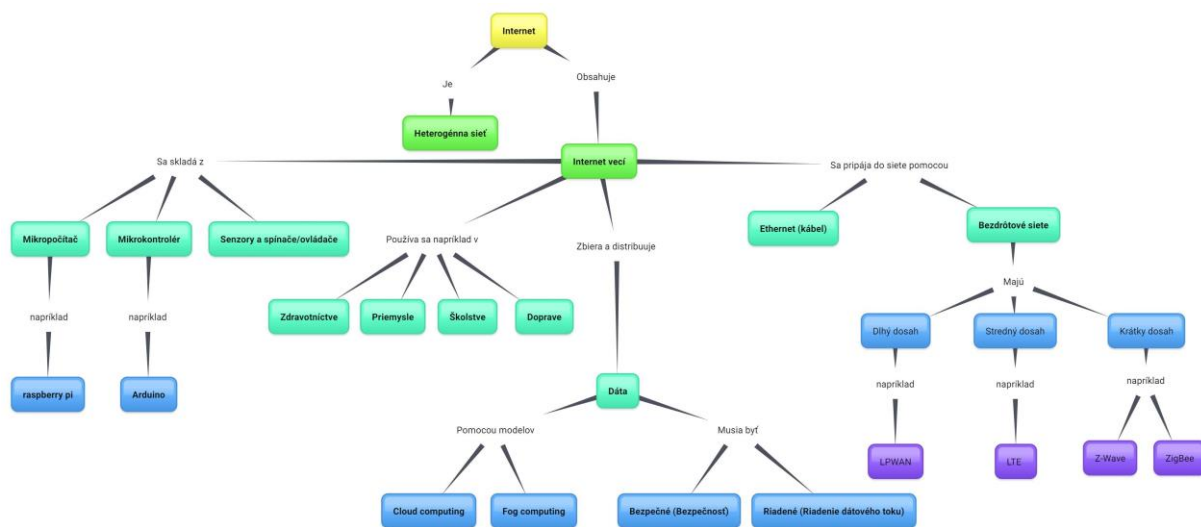 Internet
Je
Obsahuje
Heterogénna sieť
Internet vecí
Sa skladá z
Sa pripája do siete pomocou
Mikropočítač
Mikrokontrolér
Senzory a spínače/ovládače
Používa sa napríklad v
Zbiera a distribuuje
Ethernet (kábel)
Bezdrôtové siete
Majú
napríklad
napríklad
Zdravotníctve
Priemysle
Školstve
Doprave
Dlhý dosah
Stredný dosah
Krátky dosah
raspberry pi
Arduino
Dáta
napríklad
napríklad
napríklad
Pomocou modelov
Musia byť
LPWAN
LTE
Z-Wave
ZigBee
Cloud computing
Fog computing
Bezpečné (Bezpečnosť)
Riadené (Riadenie dátového toku)